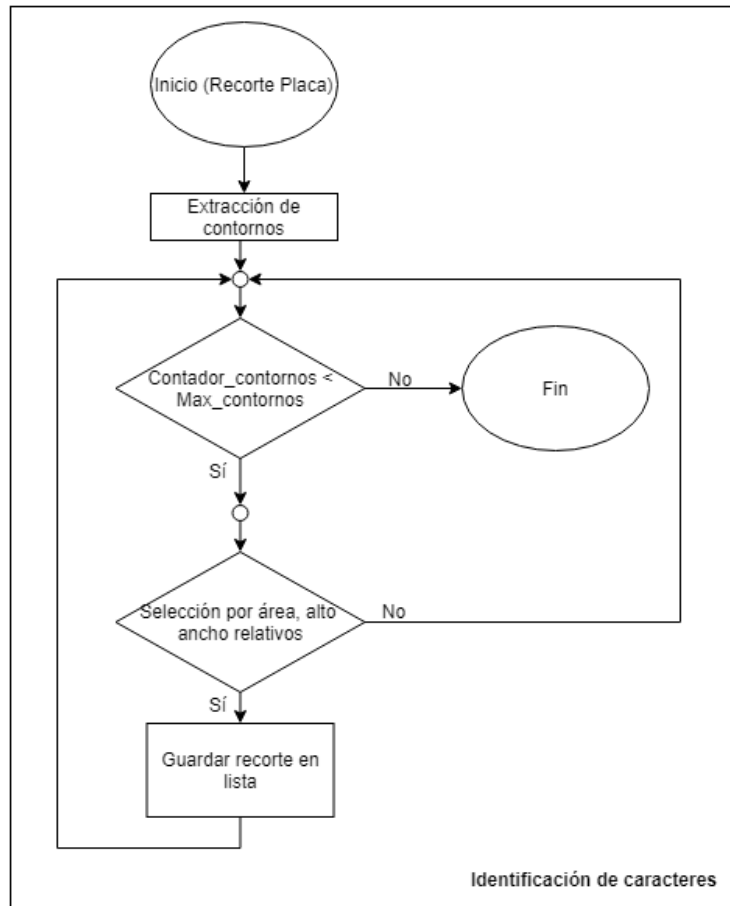 Inicio (Recorte Placa)
Extracción de
contornos
Contador_contornos <
Max_contornos
No
Fin
Sí
Selección por área, alto
ancho relativos
No
Sí
Guardar recorte en
lista
Identificación de caracteres